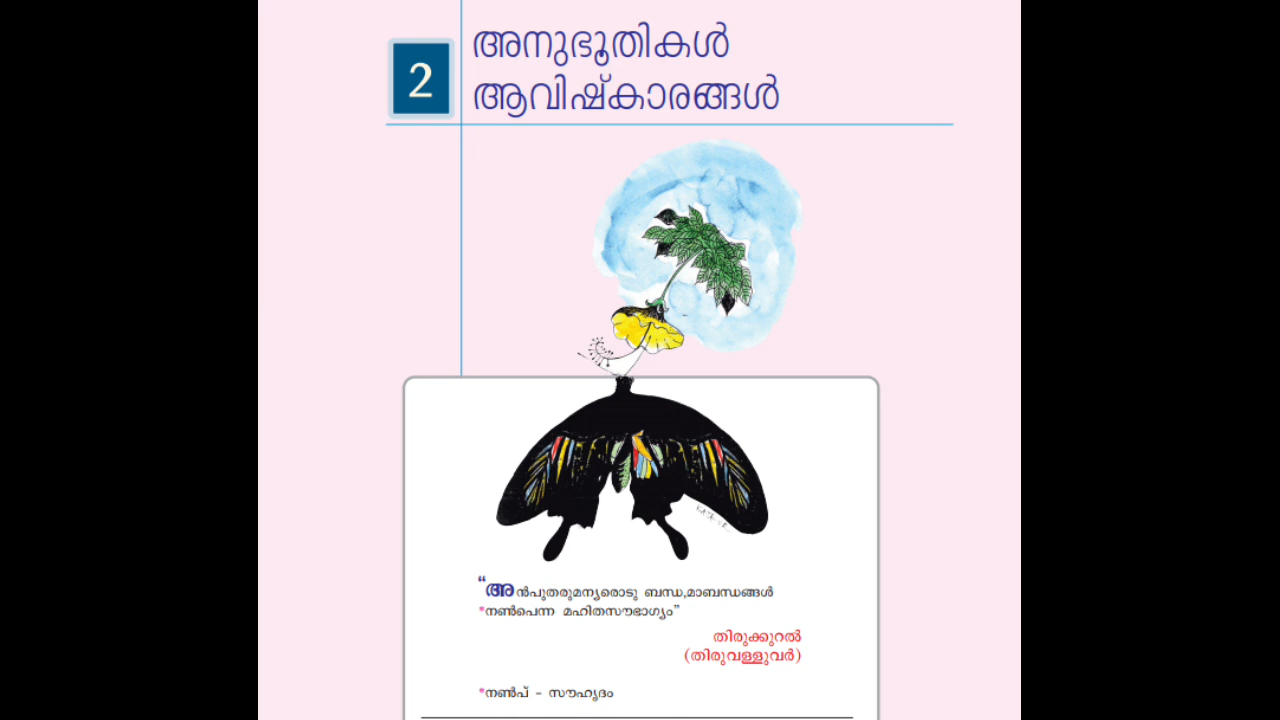 2
അനുഭൂതികൾ
ആവിഷ്കാരങ്ങൾ
“അൻപുതരുമന്യരൊടു ബന്ധ,മാബന്ധങ്ങൾ
*നൺപെന്ന മഹിതസൗഭാഗ്യം”
തിരുക്കുറൽ
(തിരുവള്ളുവർ)
*നൺപ് - സൗഹൃദം